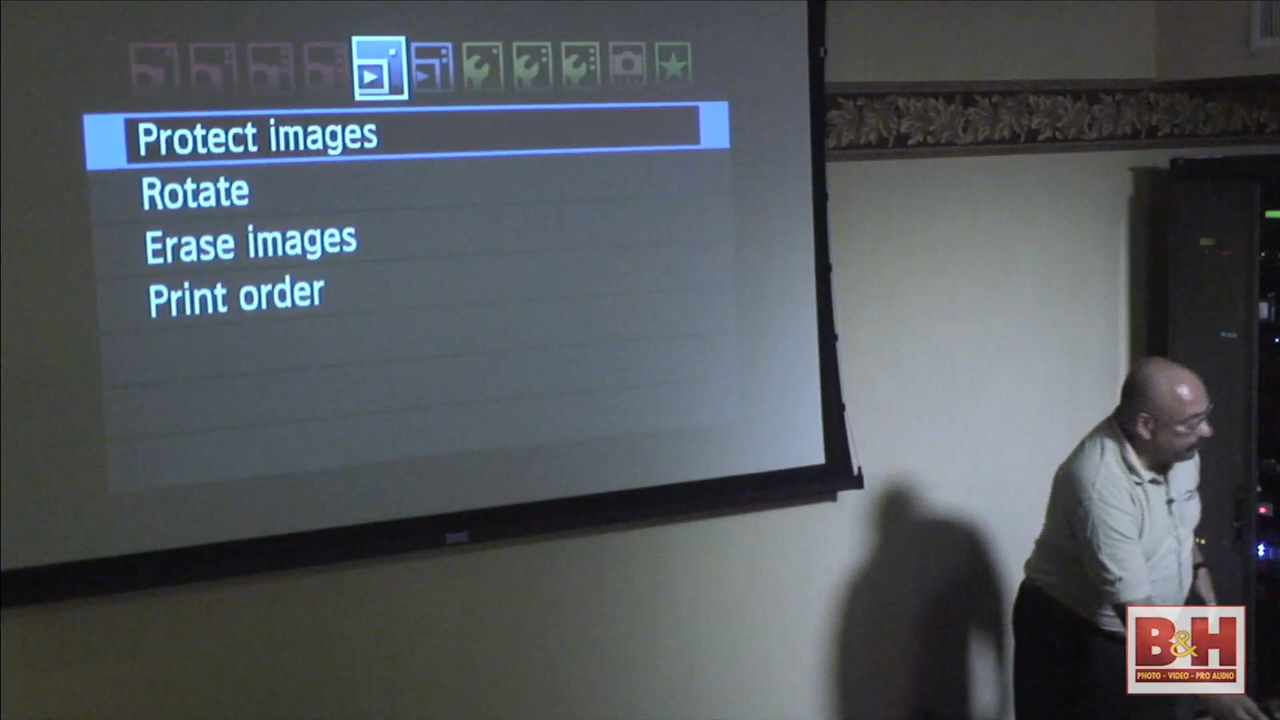 Protect images
Rotate
Erase images
Print order
B&H
PHOTO - VIDEO - PRO AUDIO